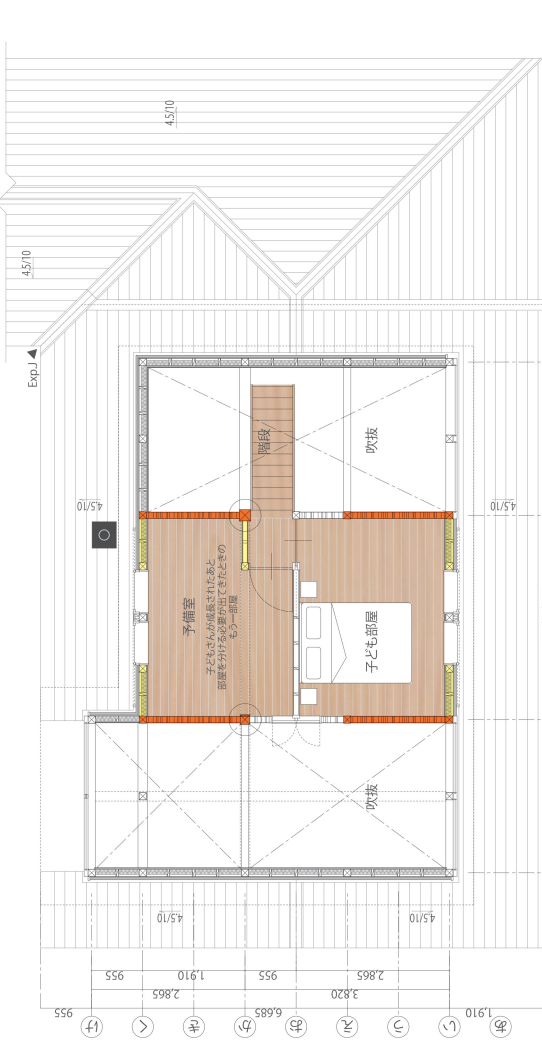 4.5/10
4.5/10
Exp.J
階段
吹抜
4.5/10
4.5/10
予備室
子どもさんが成長されたあと
部屋を分ける必要が出てきたときの
もう一部屋
子ども部屋
吹抜
4.5/10
4.5/10
955
1,910
955
2,865
2,865
3,820
955
6,685
1,910
け
く
き
か
お
え
う
い
あ